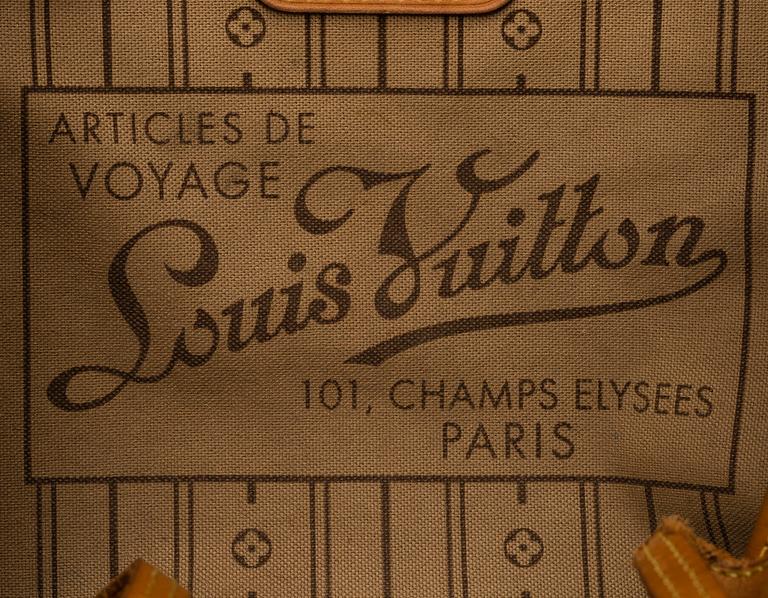 ARTICLES DE
VOYAGE
Louis Vuitton
101, CHAMPS ELYSEES
PARIS